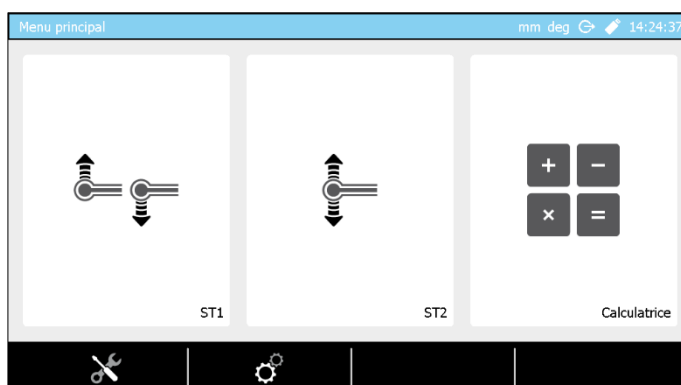 Menu principal
mm deg 14:24:37
ST1
ST2
+ −
× =
Calculatrice